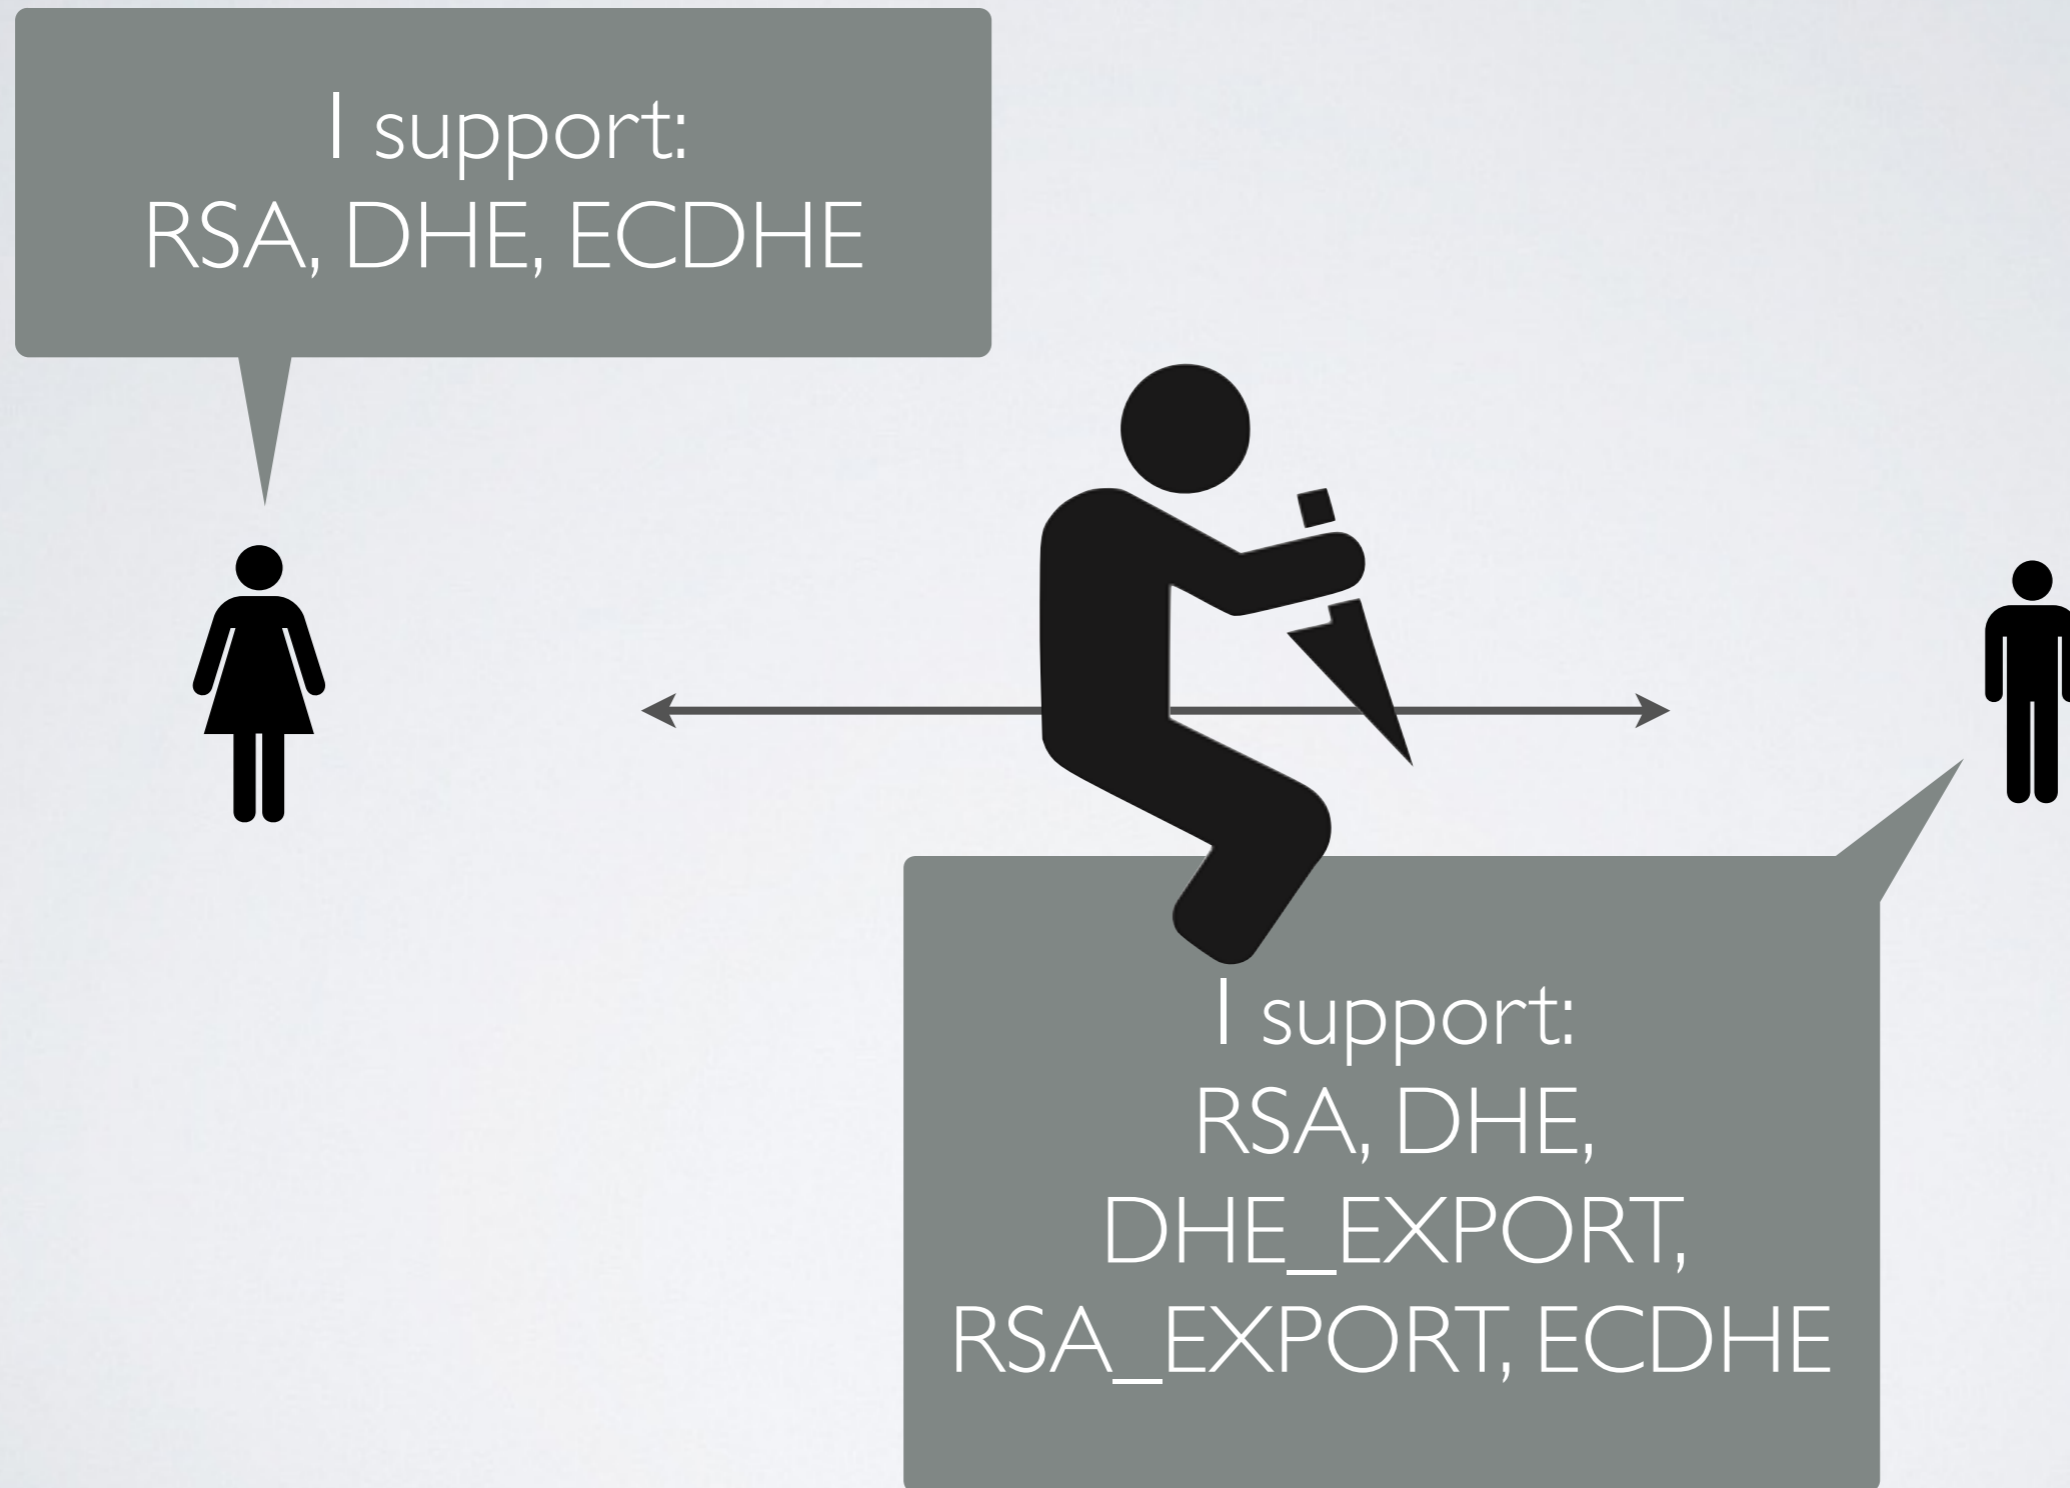 I support:
RSA, DHE, ECDHE
I support:
RSA, DHE,
DHE_EXPORT,
RSA_EXPORT, ECDHE